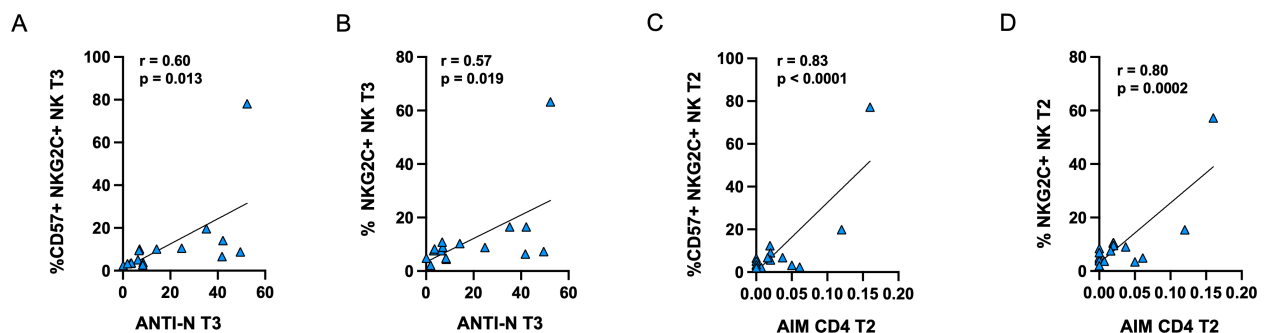 A
r = 0.60
p = 0.013
%CD57+ NKG2C+ NK T3
100
80
60
40
20
0
0 20 40 60
ANTI-N T3
B
r = 0.57
p = 0.019
% NKG2C+ NK T3
80
60
40
20
0
0 20 40 60
ANTI-N T3
C
r = 0.83
p < 0.0001
%CD57+ NKG2C+ NK T2
100
80
60
40
20
0
0.00 0.05 0.10 0.15 0.20
AIM CD4 T2
D
r = 0.80
p = 0.0002
% NKG2C+ NK T2
80
60
40
20
0
0.00 0.05 0.10 0.15 0.20
AIM CD4 T2